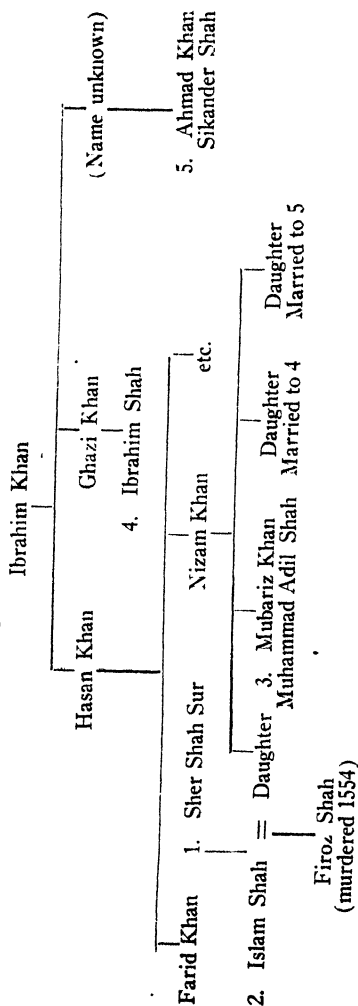 Ibrahim Khan
Hasan Khan
Ghazi Khan
(Name unknown)
4. Ibrahim Shah
5. Ahmad Khan
Sikander Shah
Farid Khan
1. Sher Shah Sur
Nizam Khan
etc.
2. Islam Shah = Daughter
3. Mubariz Khan
Muhammad Adil Shah
Daughter
Married to 4
Daughter
Married to 5
Firoz Shah
(murdered 1554)